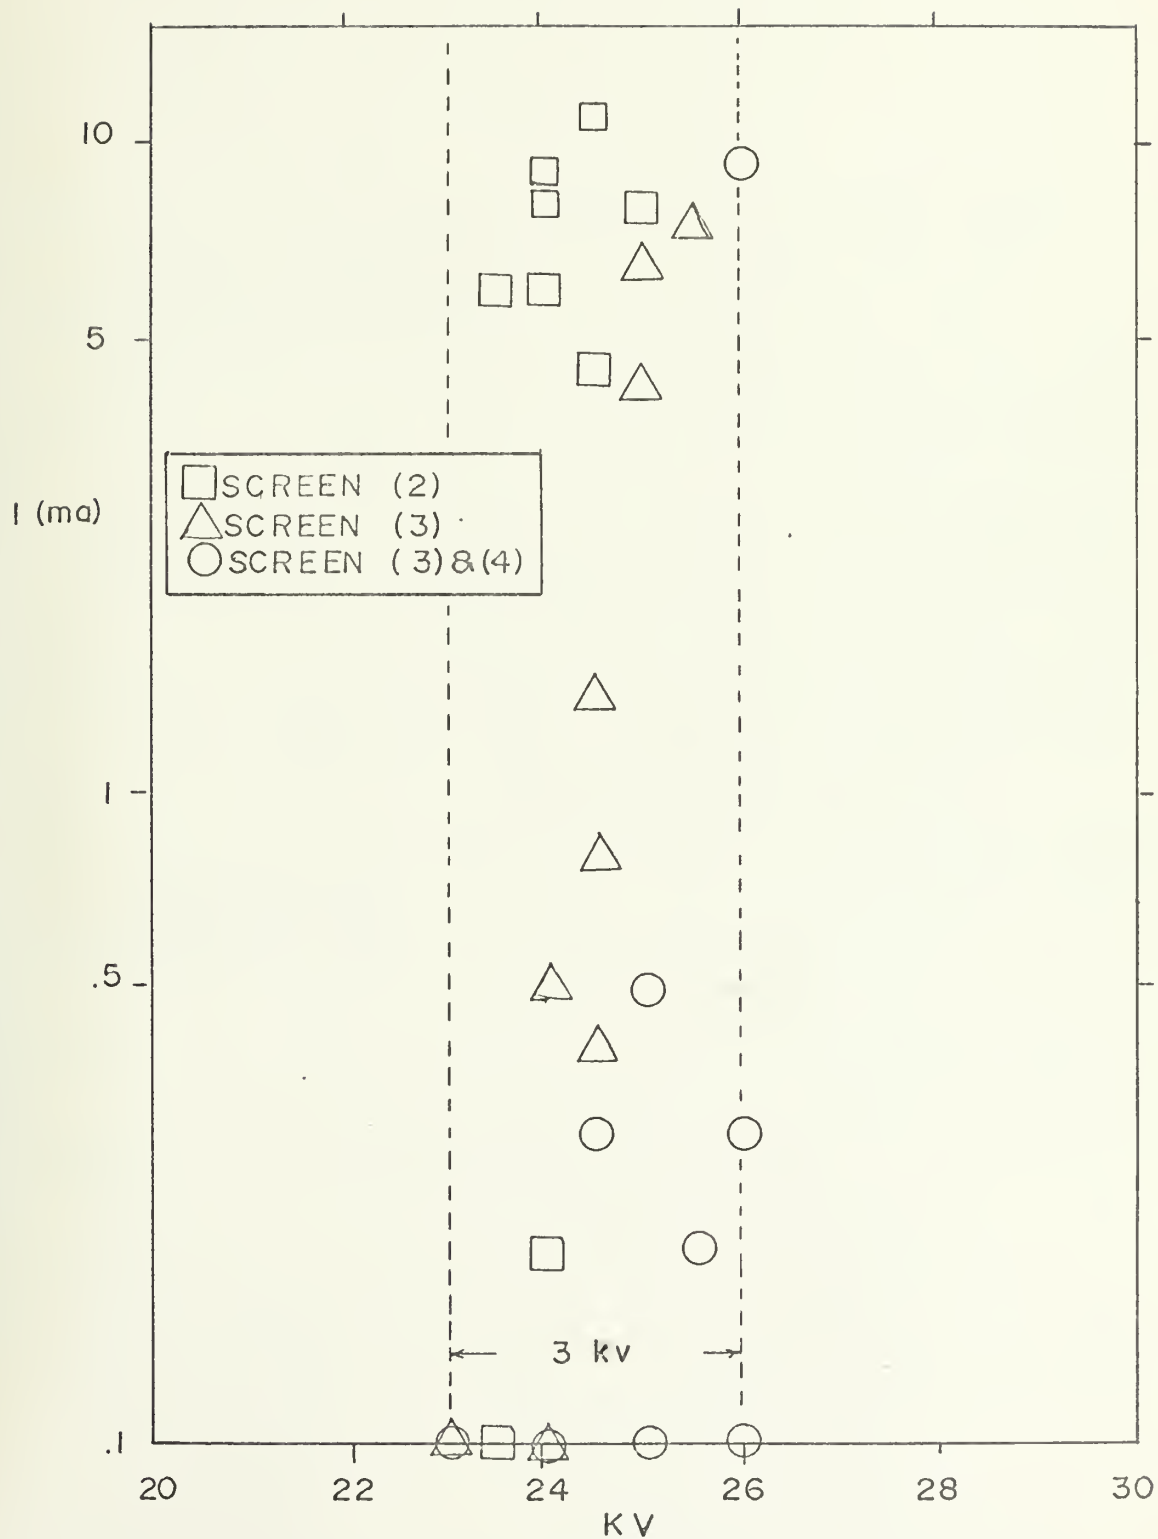 10
5
SCREEN (2)
I (ma)
SCREEN (3)
SCREEN (3)&(4)
1
.5
3 kv
.1
20 22 24 26 28 30
KV